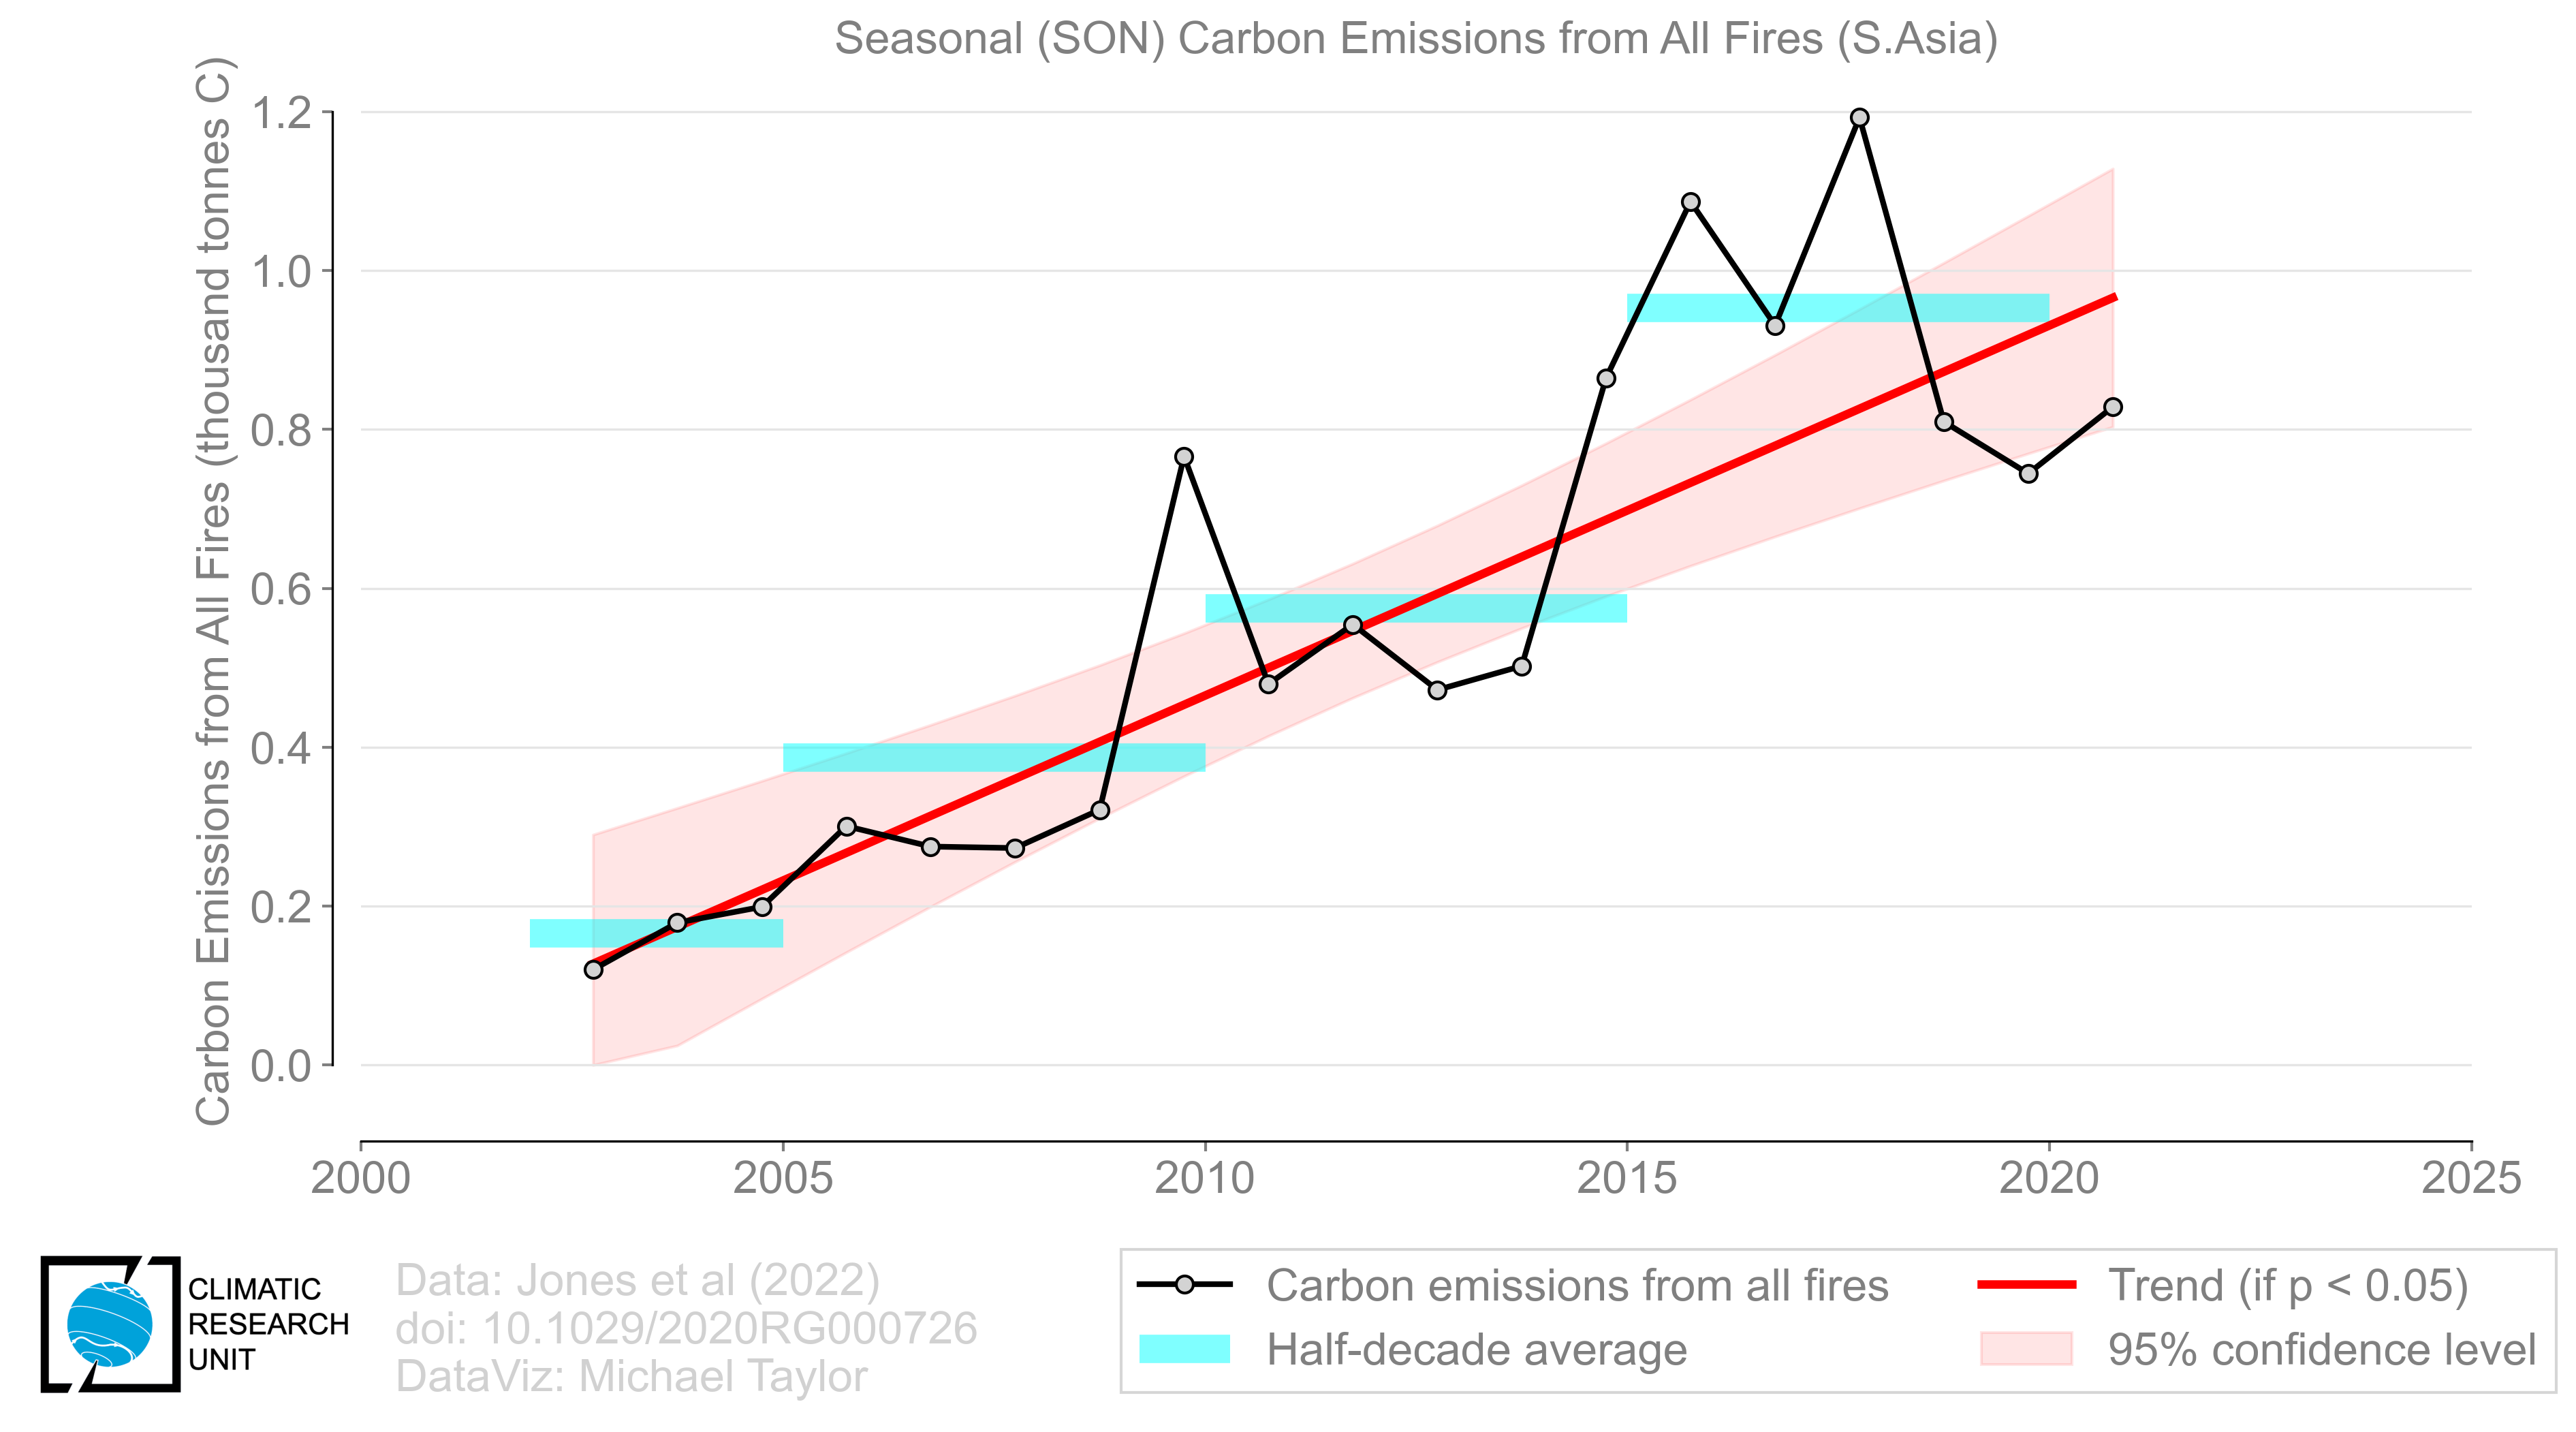 Seasonal (SON) Carbon Emissions from All Fires (S.Asia)
Carbon Emissions from All Fires (thousand tonnes C)
1.2
1.0
0.8
0.6
0.4
0.2
0.0
2000 2005 2010 2015 2020 2025
CLIMATIC
RESEARCH
UNIT
Data: Jones et al (2022)
doi: 10.1029/2020RG000726
DataViz: Michael Taylor
Carbon emissions from all fires
Half-decade average
Trend (if p < 0.05)
95% confidence level